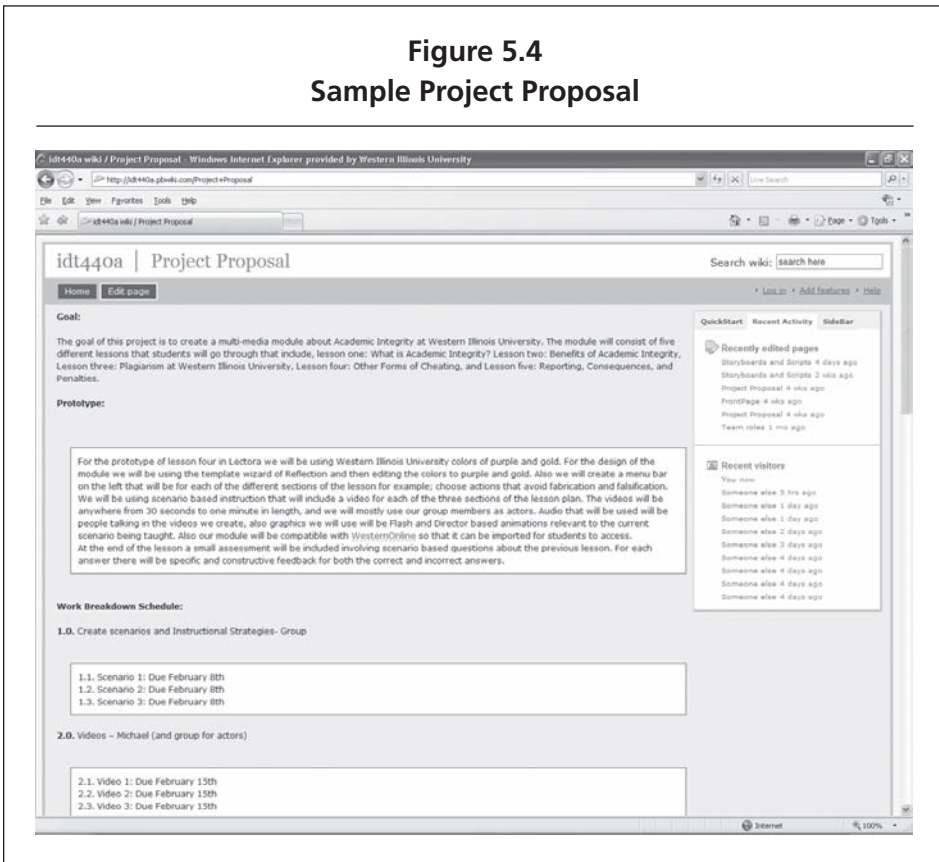 Figure 5.4
Sample Project Proposal
idt440a wiki / Project Proposal - Windows Internet Explorer provided by Western Illinois University
http://idt440a.pbwiki.com/Project+Proposal
Live Search
File Edit View Favorites Tools Help
idt440a wiki / Project Proposal
Page Tools
idt440a | Project Proposal
Search wiki: search here
Home Edit page
Log in Add features Help
Goal:
The goal of this project is to create a multi-media module about Academic Integrity at Western Illinois University. The module will consist of five
different lessons that students will go through that include, lesson one: What is Academic Integrity? Lesson two: Benefits of Academic Integrity,
Lesson three: Plagiarism at Western Illinois University, Lesson four: Other Forms of Cheating, and Lesson five: Reporting, Consequences, and
Penalties.
Prototype:
For the prototype of lesson four in Lectora we will be using Western Illinois University colors of purple and gold. For the design of the
module we will be using the template wizard of Reflection and then editing the colors to purple and gold. Also we will create a menu bar
on the left that will be for each of the different sections of the lesson for example; choose actions that avoid fabrication and falsification.
We will be using scenario based instruction that will include a video for each of the three sections of the lesson plan. The videos will be
anywhere from 30 seconds to one minute in length, and we will mostly use our group members as actors. Audio that will be used will be
people talking in the videos we create, also graphics we will use will be Flash and Director based animations relevant to the current
scenario being taught. Also our module will be compatible with WesternOnline so that it can be imported for students to access.
At the end of the lesson a small assessment will be included involving scenario based questions about the previous lesson. For each
answer there will be specific and constructive feedback for both the correct and incorrect answers.
Work Breakdown Schedule:
1.0. Create scenarios and Instructional Strategies- Group
1.1. Scenario 1: Due February 8th
1.2. Scenario 2: Due February 8th
1.3. Scenario 3: Due February 8th
2.0. Videos – Michael (and group for actors)
2.1. Video 1: Due February 15th
2.2. Video 2: Due February 15th
2.3. Video 3: Due February 15th
QuickStart Recent Activity SideBar
Recently edited pages
Storyboards and Scripts 4 days ago
Storyboards and Scripts 2 wks ago
Project Proposal 4 wks ago
FrontPage 4 wks ago
Project Proposal 4 wks ago
Team roles 1 mo ago
Recent visitors
You now
Someone else 5 hrs ago
Someone else 1 day ago
Someone else 1 day ago
Someone else 2 days ago
Someone else 3 days ago
Someone else 4 days ago
Someone else 4 days ago
Someone else 4 days ago
Someone else 4 days ago
Internet 100%